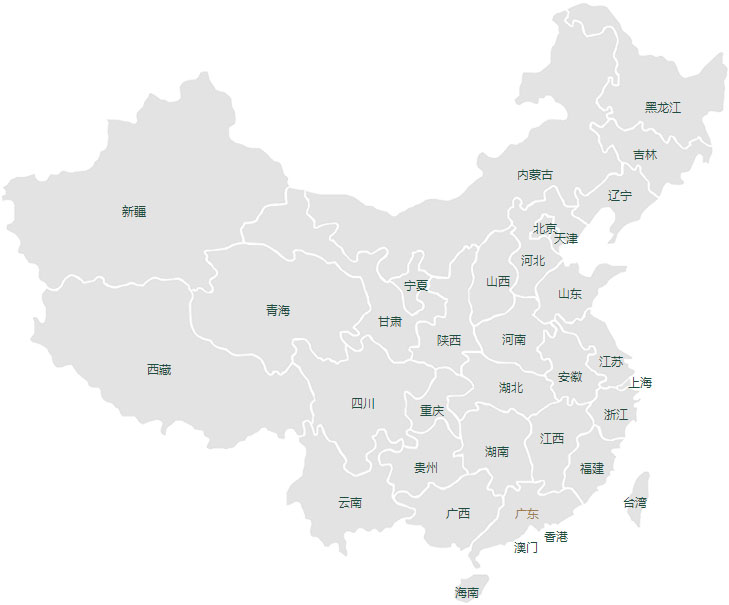 黑龙江
吉林
内蒙古
辽宁
新疆
北京
天津
河北
山西
宁夏
山东
青海
甘肃
陕西
河南
江苏
西藏
安徽
上海
湖北
四川
重庆
浙江
江西
湖南
贵州
福建
云南
台湾
广西
广东
香港
澳门
海南